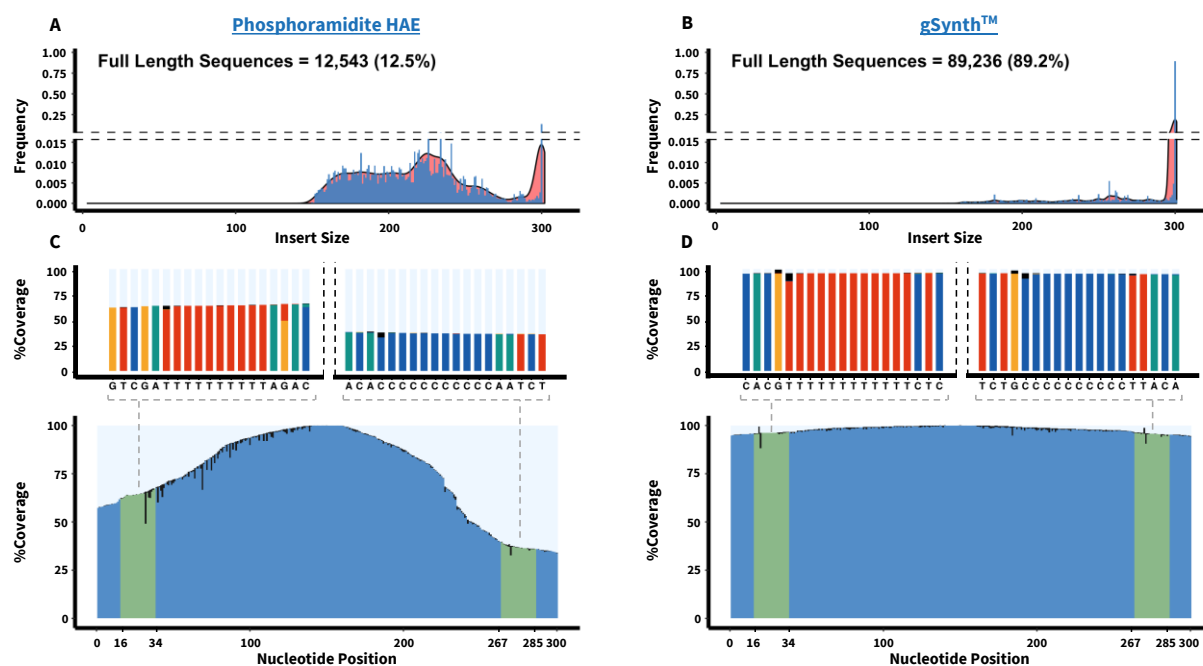 A
Phosphoramidite HAE
Full Length Sequences = 12,543 (12.5%)
Frequency
1.00
0.75
0.50
0.25
0.015
0.010
0.005
0.000
0 100 200 300
Insert Size
B
gSynth™
Full Length Sequences = 89,236 (89.2%)
Frequency
1.00
0.75
0.50
0.25
0.015
0.010
0.005
0.000
0 100 200 300
Insert Size
C
%Coverage
100
75
50
25
0
G T C G A T T T T T T T T T T A G A C
A C A C C C C C C C C C C C A A T C T
%Coverage
100
75
50
25
0
0 16 34 100 200 267 285 300
Nucleotide Position
D
%Coverage
100
75
50
25
0
C A C G T T T T T T T T T T T T C T C
T C T G C C C C C C C C C C T T A C A
%Coverage
100
75
50
25
0
0 16 34 100 200 267 285 300
Nucleotide Position